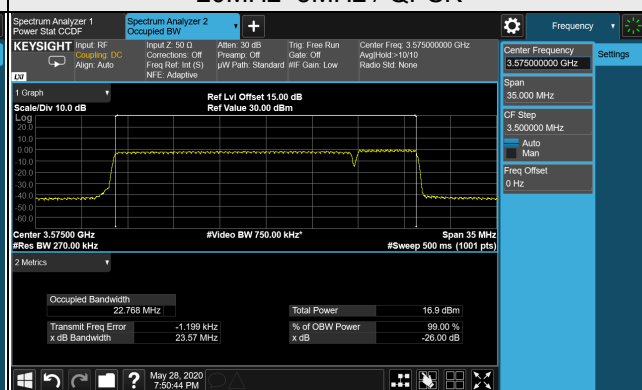 20MHz+5MHz / QPSK
Spectrum Analyzer 1
Power Stat CCDF
Spectrum Analyzer 2
Occupied BW
Frequency
KEYSIGHT
Input: RF
Coupling: DC
Align: Auto
Input Z: 50 Ω
Corrections: Off
Freq Ref: Int (S)
NFE: Adaptive
Atten: 30 dB
Preamp: Off
µW Path: Standard
Trig: Free Run
Gate: Off
#IF Gain: Low
Center Freq: 3.575000000 GHz
Avg|Hold:>10/10
Radio Std: None
LXI
Center Frequency
3.575000000 GHz
Settings
Span
35.000 MHz
CF Step
3.500000 MHz
Auto
Man
Freq Offset
0 Hz
1 Graph
Scale/Div 10.0 dB
Ref Lvl Offset 15.00 dB
Ref Value 30.00 dBm
Log
20.0
10.0
0.00
-10.0
-20.0
-30.0
-40.0
-50.0
-60.0
Center 3.57500 GHz
#Res BW 270.00 kHz
#Video BW 750.00 kHz*
Span 35 MHz
#Sweep 500 ms (1001 pts)
2 Metrics
Occupied Bandwidth
22.768 MHz
Total Power 16.9 dBm
Transmit Freq Error -1.199 kHz
% of OBW Power 99.00 %
x dB Bandwidth 23.57 MHz
x dB -26.00 dB
May 28, 2020
7:50:44 PM